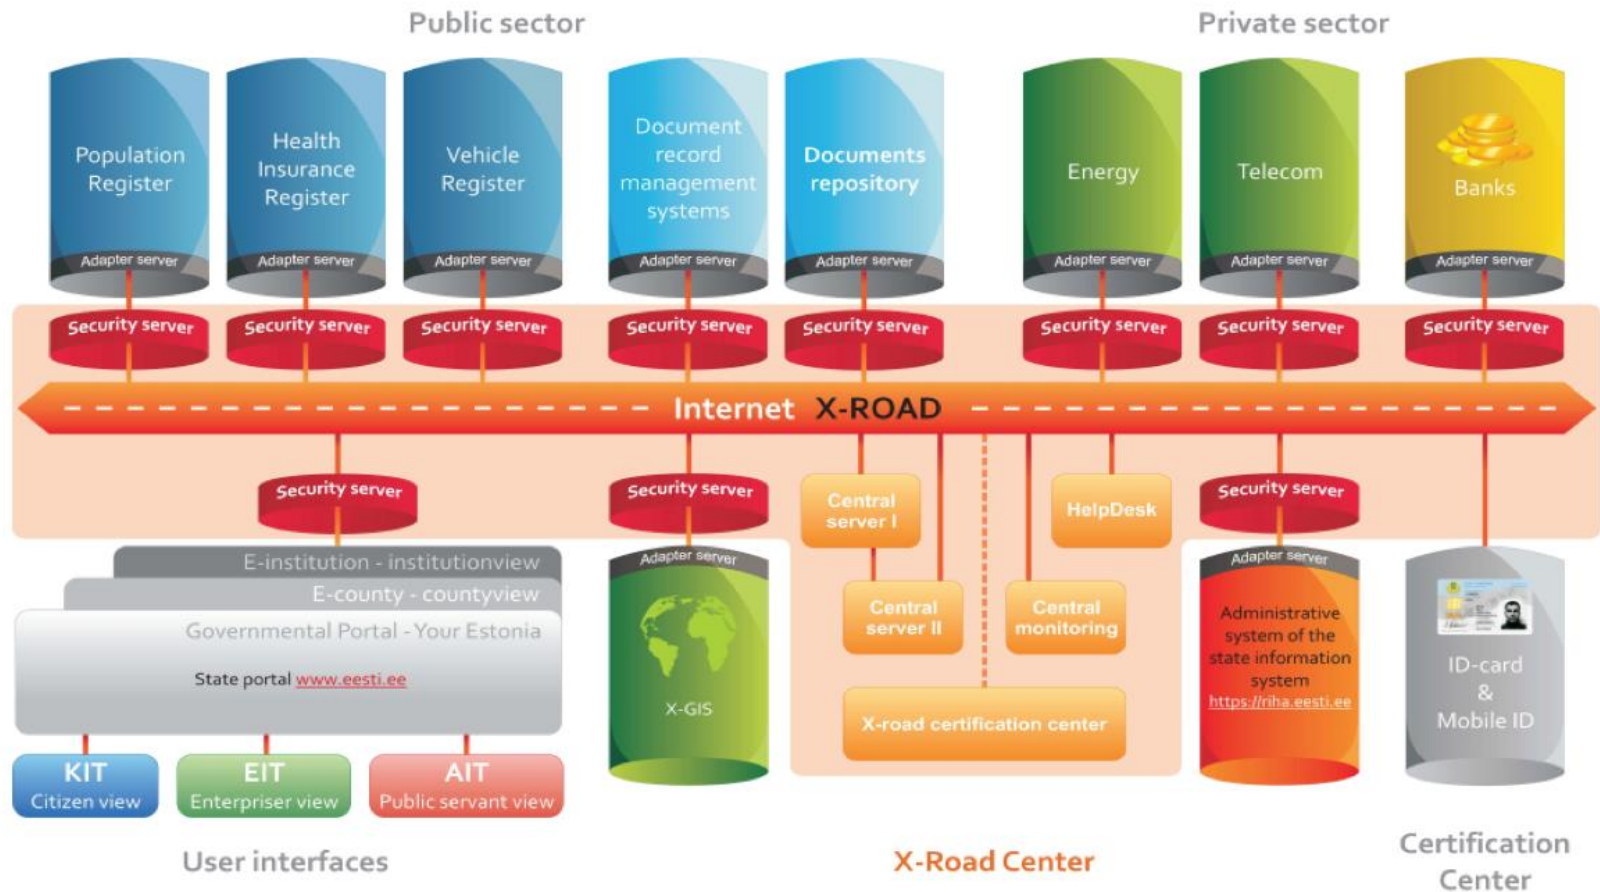 Public sector
Private sector
Population
Register
Health
Insurance
Register
Vehicle
Register
Document
record
management
systems
Documents
repository
Energy
Telecom
Banks
Adapter server
Adapter server
Adapter server
Adapter server
Adapter server
Adapter server
Adapter server
Adapter server
Security server
Security server
Security server
Security server
Security server
Security server
Security server
Security server
Internet X-ROAD
Security server
Security server
Central
server I
HelpDesk
Security server
E-institution - institutionview
E-county - countyview
Governmental Portal - Your Estonia
State portal www.eesti.ee
Adapter server
X-GIS
Central
server II
Central
monitoring
X-road certification center
Adapter server
Administrative
system of the
state information
system
https://riha.eesti.ee
ID-card
&
Mobile ID
KIT
Citizen view
EIT
Enterpriser view
AIT
Public servant view
User interfaces
X-Road Center
Certification
Center